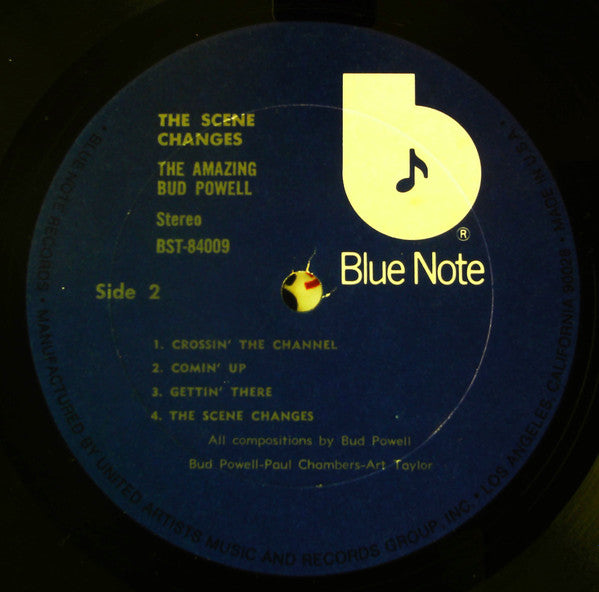 THE SCENE
CHANGES
THE AMAZING
BUD POWELL
Stereo
BST-84009
Side 2
®
Blue Note
1. CROSSIN' THE CHANNEL
2. COMIN' UP
3. GETTIN' THERE
4. THE SCENE CHANGES
All compositions by Bud Powell
Bud Powell-Paul Chambers-Art Taylor
• BLUE NOTE RECORDS • MANUFACTURED BY UNITED ARTISTS MUSIC AND RECORDS GROUP, INC. • LOS ANGELES, CALIFORNIA 90028 • MADE IN U.S.A.